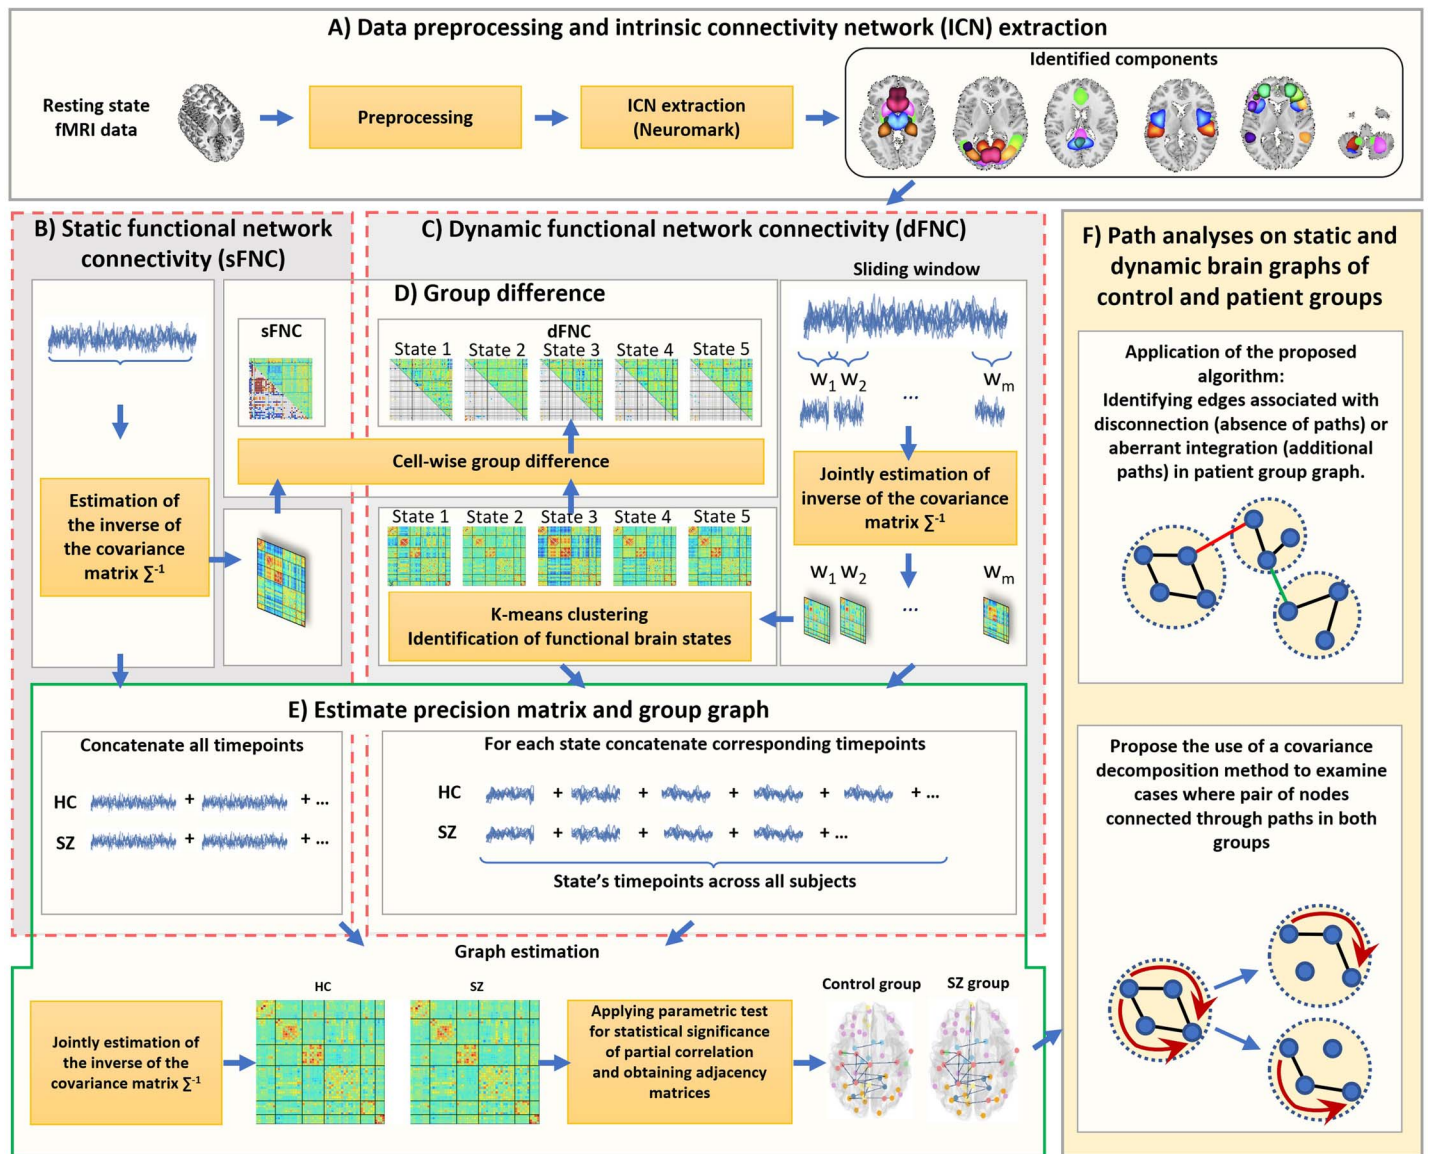 A) Data preprocessing and intrinsic connectivity network (ICN) extraction
Resting state
fMRI data
Preprocessing
ICN extraction
(Neuromark)
Identified components
B) Static functional network
connectivity (sFNC)
Estimation of
the inverse of
the covariance
matrix ∑⁻¹
C) Dynamic functional network connectivity (dFNC)
Sliding window
W₁ W₂ ... Wₘ
Jointly estimation of
inverse of the covariance
matrix ∑⁻¹
W₁ W₂ ... Wₘ
D) Group difference
sFNC
dFNC
State 1 State 2 State 3 State 4 State 5
Cell-wise group difference
State 1 State 2 State 3 State 4 State 5
K-means clustering
Identification of functional brain states
E) Estimate precision matrix and group graph
Concatenate all timepoints
HC + + ...
SZ + + ...
For each state concatenate corresponding timepoints
HC + + + + + ...
SZ + + + + ...
State's timepoints across all subjects
Graph estimation
Jointly estimation of
the inverse of the
covariance matrix ∑⁻¹
HC SZ
Applying parametric test
for statistical significance
of partial correlation
and obtaining adjacency
matrices
Control group SZ group
F) Path analyses on static and
dynamic brain graphs of
control and patient groups
Application of the proposed
algorithm:
Identifying edges associated with
disconnection (absence of paths) or
aberrant integration (additional
paths) in patient group graph.
Propose the use of a covariance
decomposition method to examine
cases where pair of nodes
connected through paths in both
groups